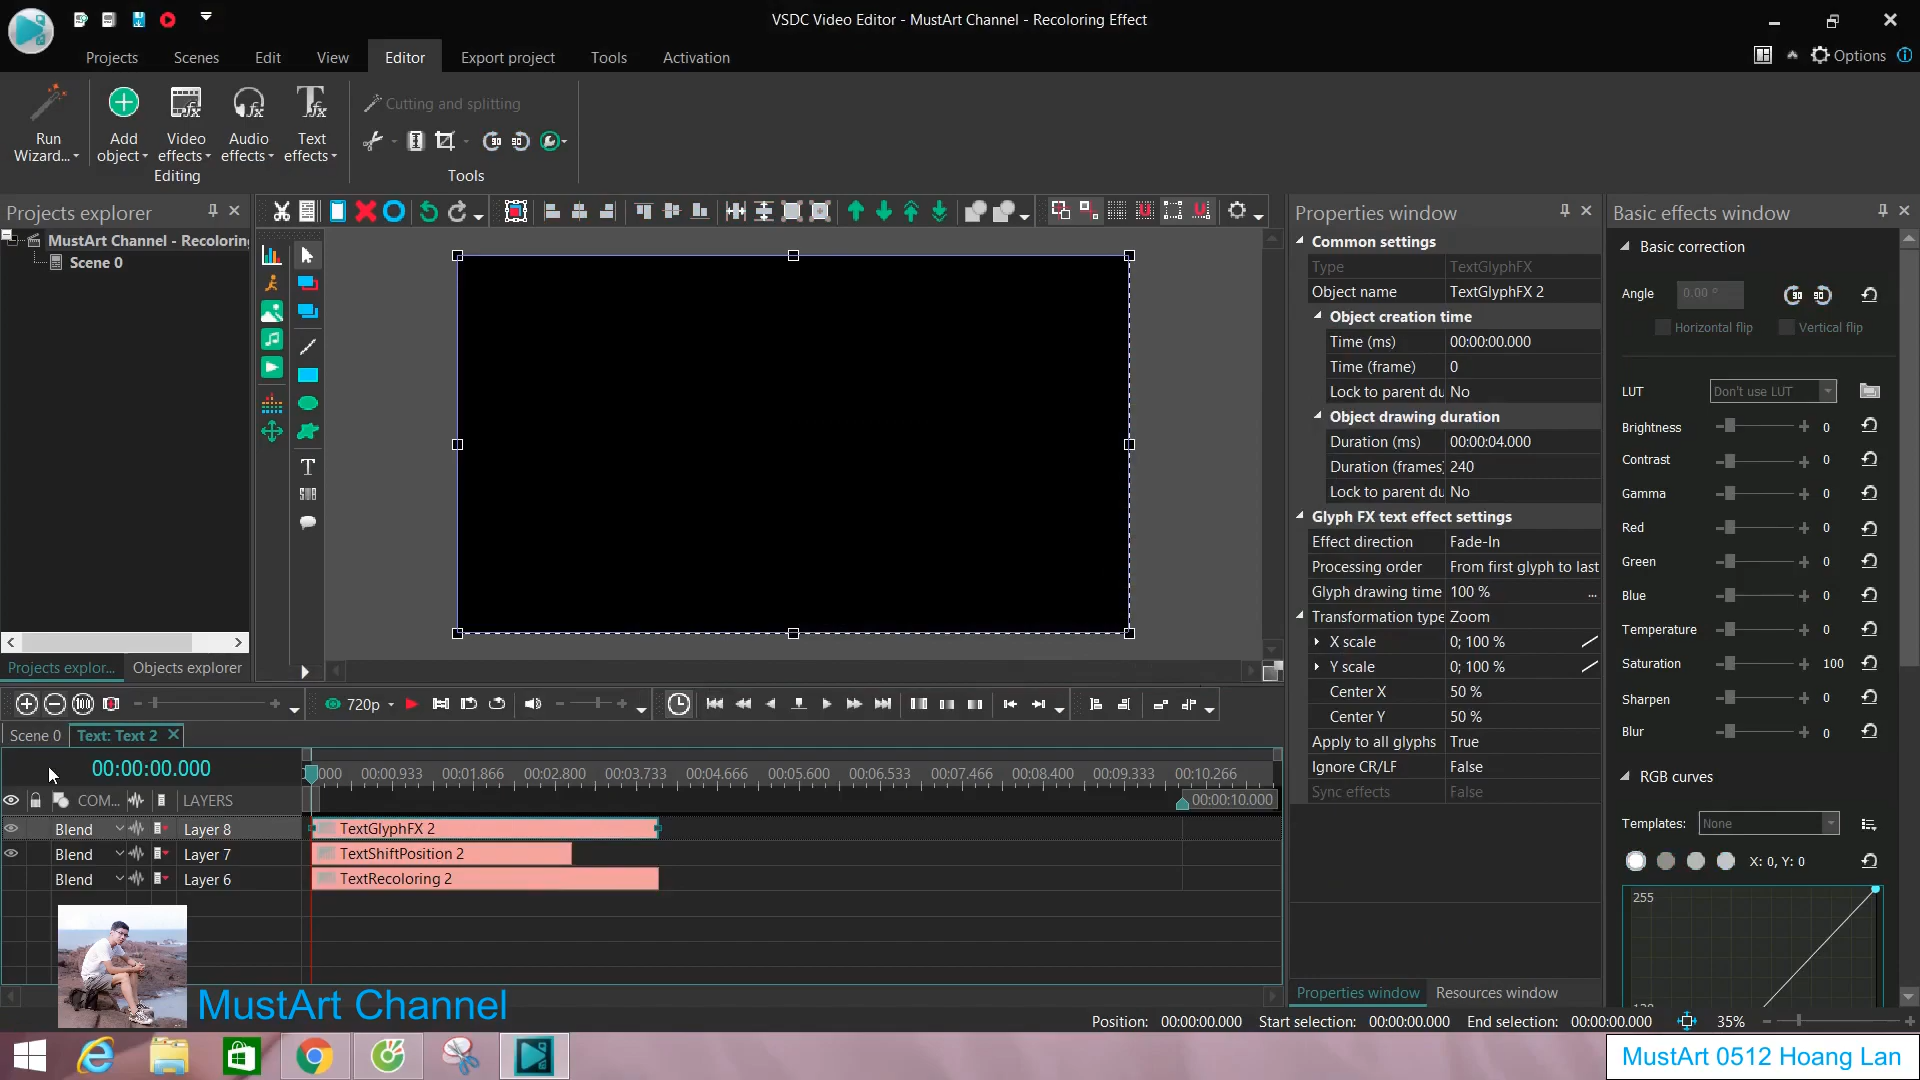 VSDC Video Editor - MustArt Channel - Recoloring Effect
Projects Scenes Edit View Editor Export project Tools Activation
Options
Run Wizard...
Add object
Video effects
Audio effects
Text effects
Editing
Cutting and splitting
Tools
Projects explorer
MustArt Channel - Recoloring
Scene 0
Projects explor...
Objects explorer
Properties window
Common settings
Type TextGlyphFX
Object name TextGlyphFX 2
Object creation time
Time (ms) 00:00:00.000
Time (frame) 0
Lock to parent du No
Object drawing duration
Duration (ms) 00:00:04.000
Duration (frames) 240
Lock to parent du No
Glyph FX text effect settings
Effect direction Fade-In
Processing order From first glyph to last
Glyph drawing time 100 % ...
Transformation type Zoom
X scale 0; 100 %
Y scale 0; 100 %
Center X 50 %
Center Y 50 %
Apply to all glyphs True
Ignore CR/LF False
Sync effects False
Properties window
Resources window
Basic effects window
Basic correction
Angle 0.00 °
Horizontal flip
Vertical flip
LUT Don't use LUT
Brightness 0
Contrast 0
Gamma 0
Red 0
Green 0
Blue 0
Temperature 0
Saturation 100
Sharpen 0
Blur 0
RGB curves
Templates: None
X: 0, Y: 0
255
720p
Scene 0
Text: Text 2
00:00:00.000
000 00:00.933 00:01.866 00:02.800 00:03.733 00:04.666 00:05.600 00:06.533 00:07.466 00:08.400 00:09.333 00:10.266
00:00:10.000
COM... LAYERS
Blend Layer 8 TextGlyphFX 2
Blend Layer 7 TextShiftPosition 2
Blend Layer 6 TextRecoloring 2
MustArt Channel
Position: 00:00:00.000 Start selection: 00:00:00.000 End selection: 00:00:00.000 35%
MustArt 0512 Hoang Lan